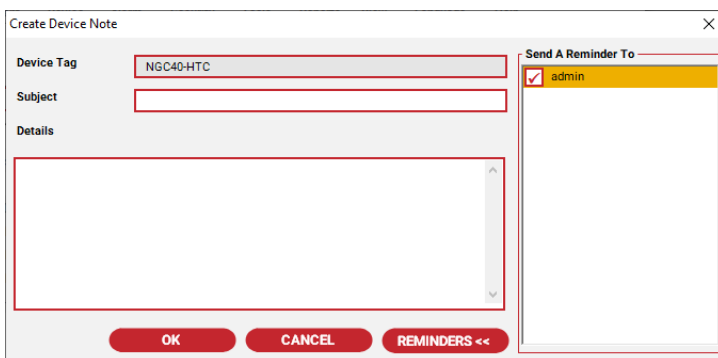 Create Device Note
Device Tag
NGC40-HTC
Subject
Details
OK
CANCEL
REMINDERS <<
Send A Reminder To
admin